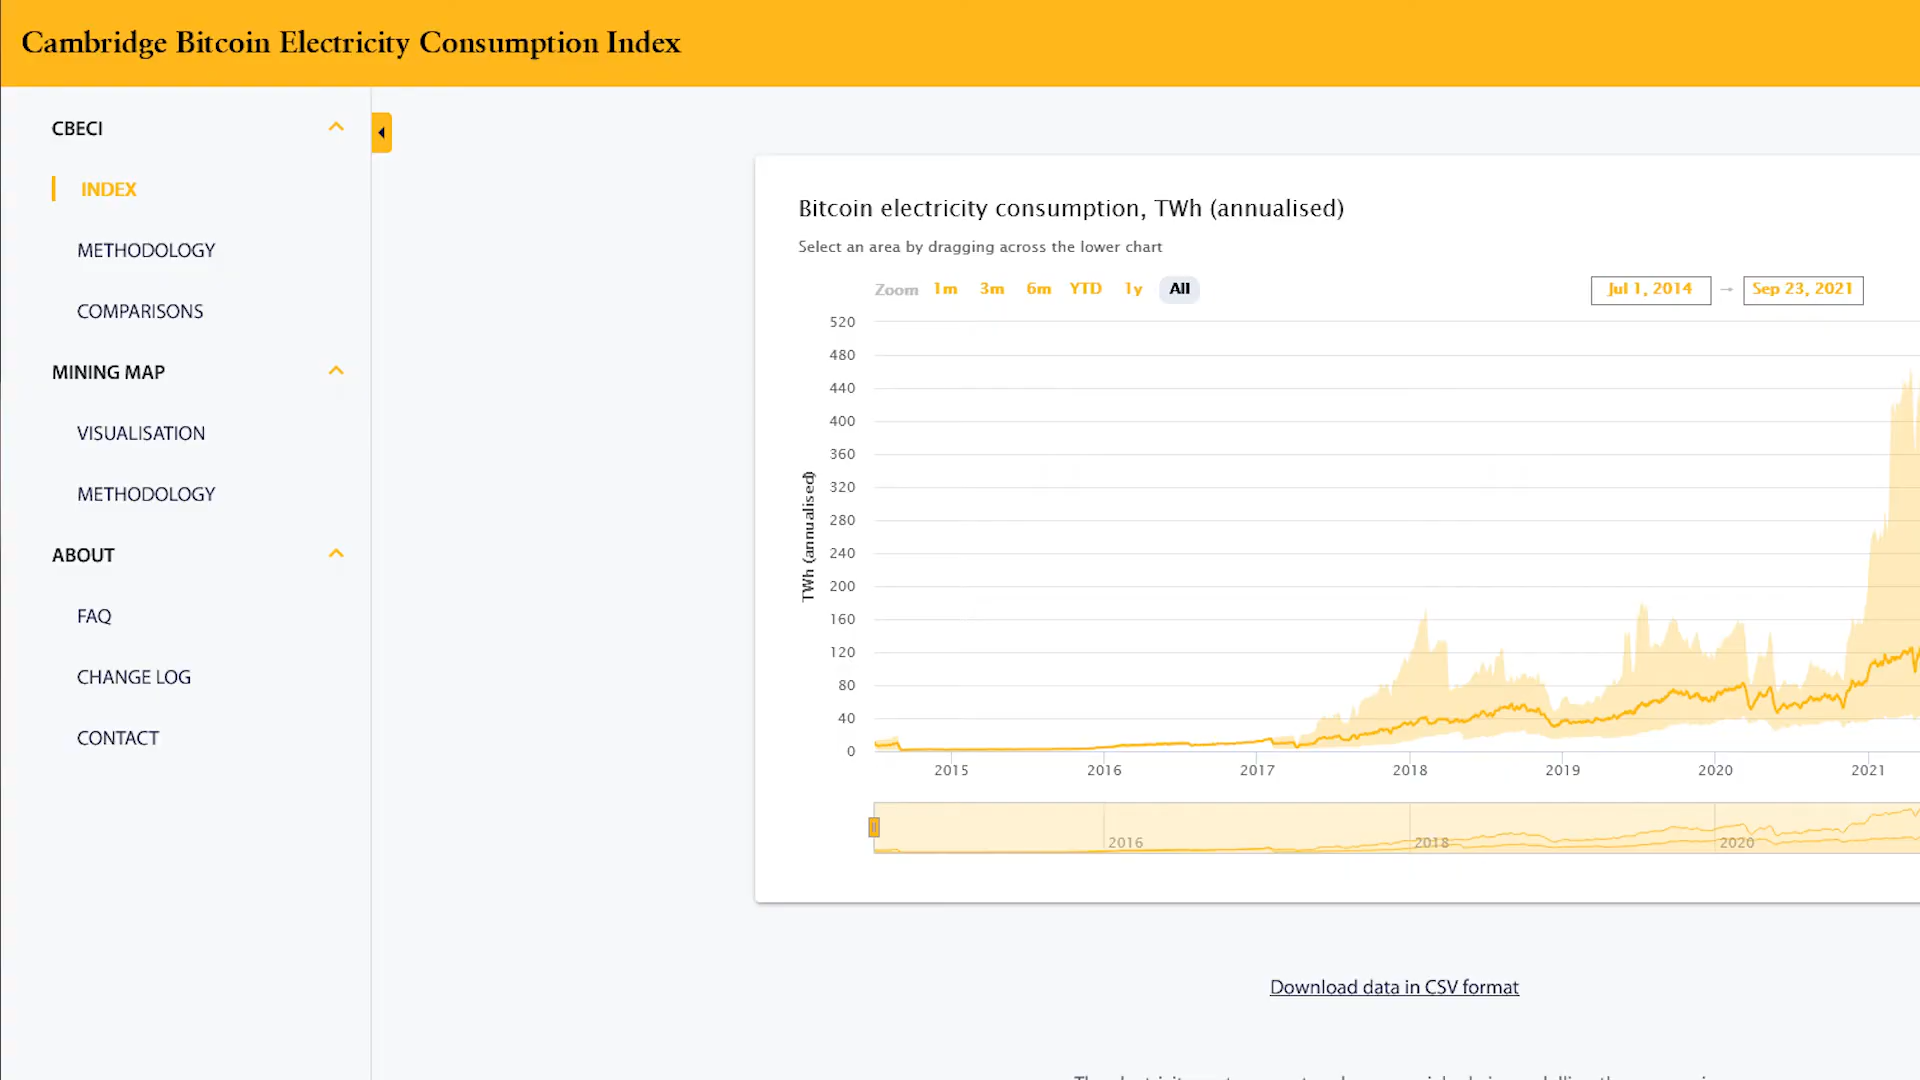 Cambridge Bitcoin Electricity Consumption Index
CBECI
INDEX
METHODOLOGY
COMPARISONS
MINING MAP
VISUALISATION
METHODOLOGY
ABOUT
FAQ
CHANGE LOG
CONTACT
Bitcoin electricity consumption, TWh (annualised)
Select an area by dragging across the lower chart
Zoom 1m 3m 6m YTD 1y All
Jul 1, 2014 → Sep 23, 2021
TWh (annualised)
520
480
440
400
360
320
280
240
200
160
120
80
40
0
2015 2016 2017 2018 2019 2020 2021
2016 2018 2020
Download data in CSV format